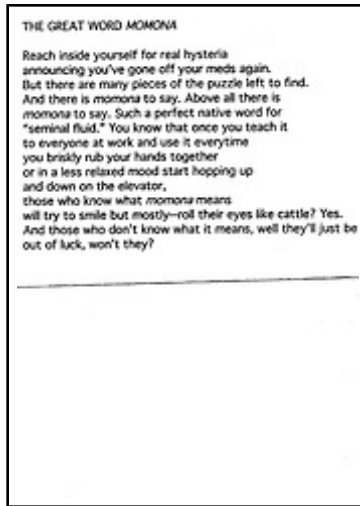 THE GREAT WORD MOMONA
Reach inside yourself for real hysteria
announcing you've gone off your meds again.
But there are many pieces of the puzzle left to find.
And there is momona to say. Above all there is
momona to say. Such a perfect native word for
"seminal fluid." You know that once you teach it
to everyone at work and use it everytime
you briskly rub your hands together
or in a less relaxed mood start hopping up
and down on the elevator,
those who know what momona means
will try to smile but mostly—roll their eyes like cattle? Yes.
And those who don't know what it means, well they'll just be
out of luck, won't they?